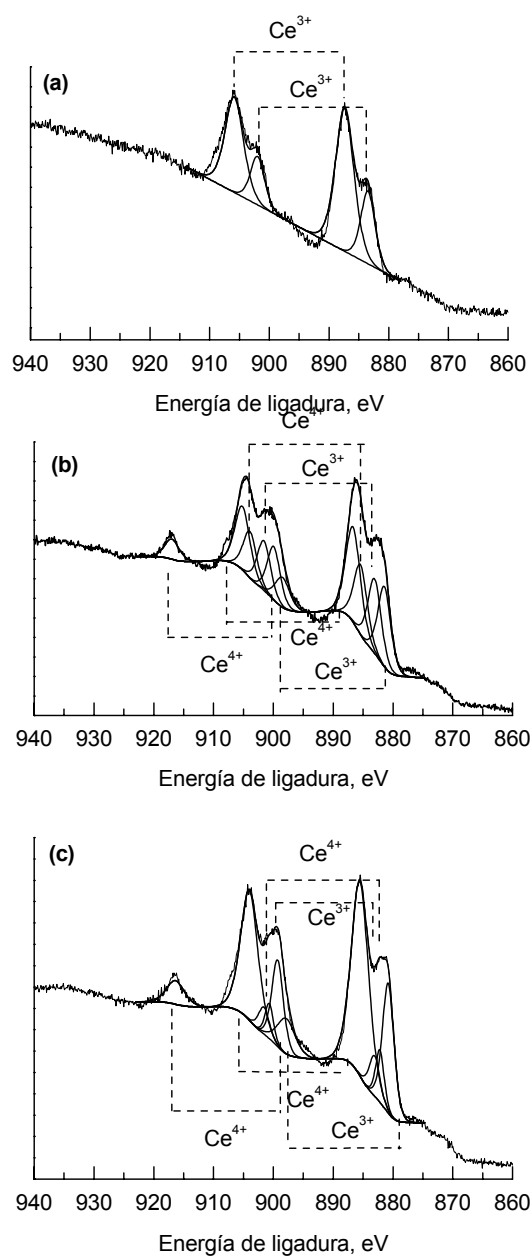 Ce3+
(a)
Ce3+
940 930 920 910 900 890 880 870 860
Energía de ligadura, eV
Ce4+
(b)
Ce3+
Ce4+
Ce4+
Ce3+
940 930 920 910 900 890 880 870 860
Energía de ligadura, eV
(c)
Ce4+
Ce3+
Ce4+
Ce4+
Ce3+
940 930 920 910 900 890 880 870 860
Energía de ligadura, eV